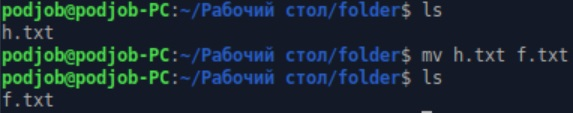 podjob@podjob-PC:~/Рабочий стол/folder$ ls
h.txt
podjob@podjob-PC:~/Рабочий стол/folder$ mv h.txt f.txt
podjob@podjob-PC:~/Рабочий стол/folder$ ls
f.txt